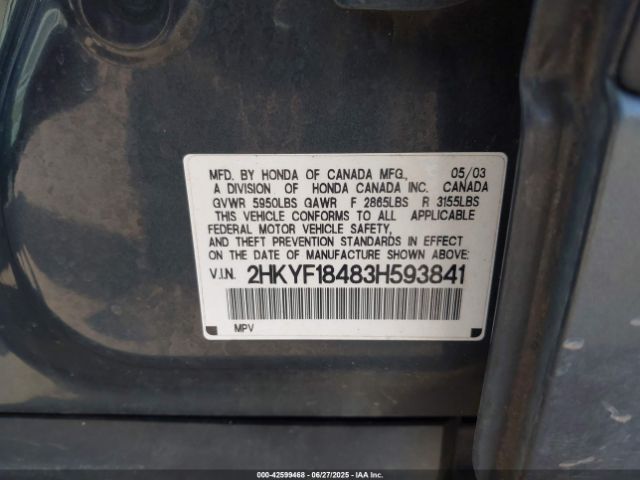 MFD. BY HONDA OF CANADA MFG., 05/03
A DIVISION OF HONDA CANADA INC. CANADA
GVWR 5950LBS GAWR F 2865LBS R 3155LBS
THIS VEHICLE CONFORMS TO ALL APPLICABLE
FEDERAL MOTOR VEHICLE SAFETY,
AND THEFT PREVENTION STANDARDS IN EFFECT ON
THE DATE OF MANUFACTURE SHOWN ABOVE:
V.I.N. 2HKYF18483H593841
MPV
000-42599468 | 06/27/2025 | IAA Inc.